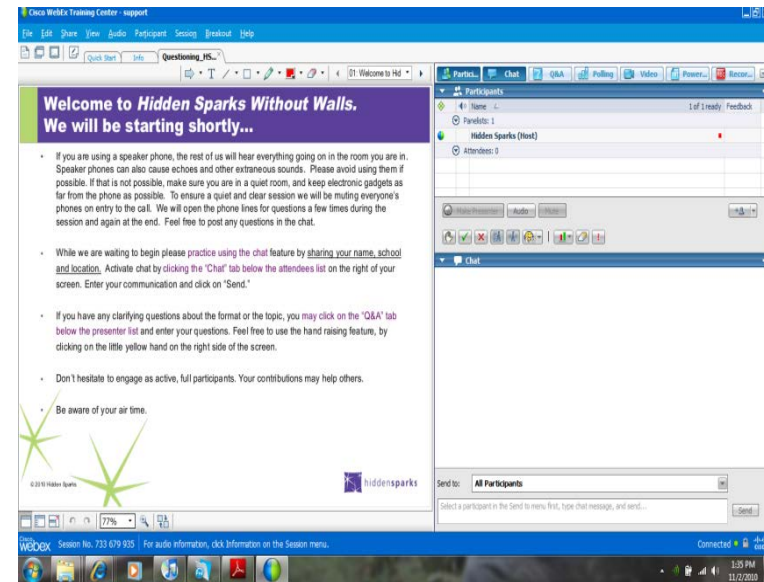 Cisco WebEx Training Center - support
File Edit Share View Audio Participant Session Breakout Help
Quick Start Info Questioning_HS...
01: Welcome to Hid
Partici... Chat Q&A Polling Video Power... Recor...
Welcome to Hidden Sparks Without Walls.
We will be starting shortly...
• If you are using a speaker phone, the rest of us will hear everything going on in the room you are in.
Speaker phones can also cause echoes and other extraneous sounds. Please avoid using them if
possible. If that is not possible, make sure you are in a quiet room, and keep electronic gadgets as
far from the phone as possible. To ensure a quiet and clear session we will be muting everyone's
phones on entry to the call. We will open the phone lines for questions a few times during the
session and again at the end. Feel free to post any questions in the chat.
• While we are waiting to begin please practice using the chat feature by sharing your name, school
and location. Activate chat by clicking the "Chat" tab below the attendees list on the right of your
screen. Enter your communication and click on "Send."
• If you have any clarifying questions about the format or the topic, you may click on the "Q&A" tab
below the presenter list and enter your questions. Feel free to use the hand raising feature, by
clicking on the little yellow hand on the right side of the screen.
• Don't hesitate to engage as active, full participants. Your contributions may help others.
• Be aware of your air time.
© 2010 Hidden Sparks
hiddensparks
Participants
Name 1 of 1 ready Feedback
Panelists: 1
Hidden Sparks (Host)
Attendees: 0
Make Presenter Audio Mute
Chat
Send to: All Participants
Select a participant in the Send to menu first, type chat message, and send...
Send
77%
Cisco
webex Session No. 733 679 935 For audio information, click Information on the Session menu. Connected
1:35 PM
11/2/2010